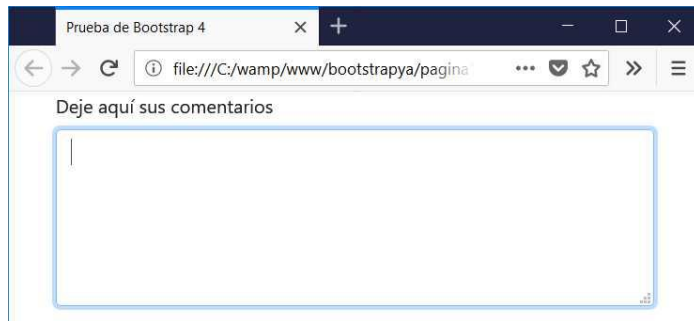 Prueba de Bootstrap 4
file:///C:/wamp/www/bootstrapya/pagina
Deje aquí sus comentarios